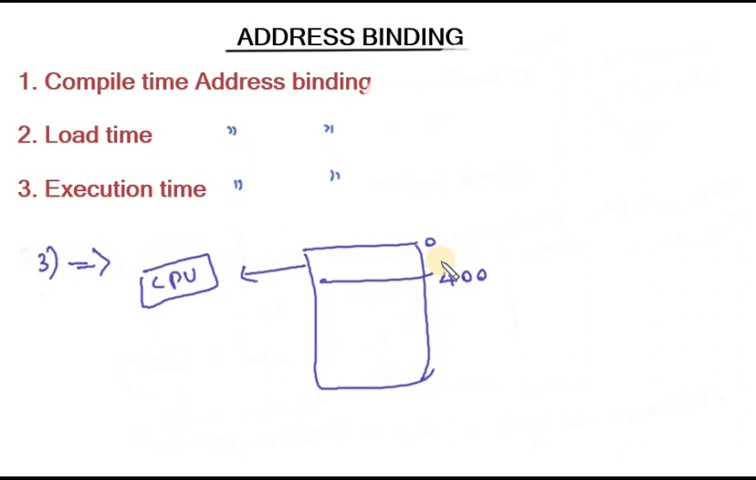 ADDRESS BINDING
1. Compile time Address binding
2. Load time " "
3. Execution time " "
3) => CPU 0
400